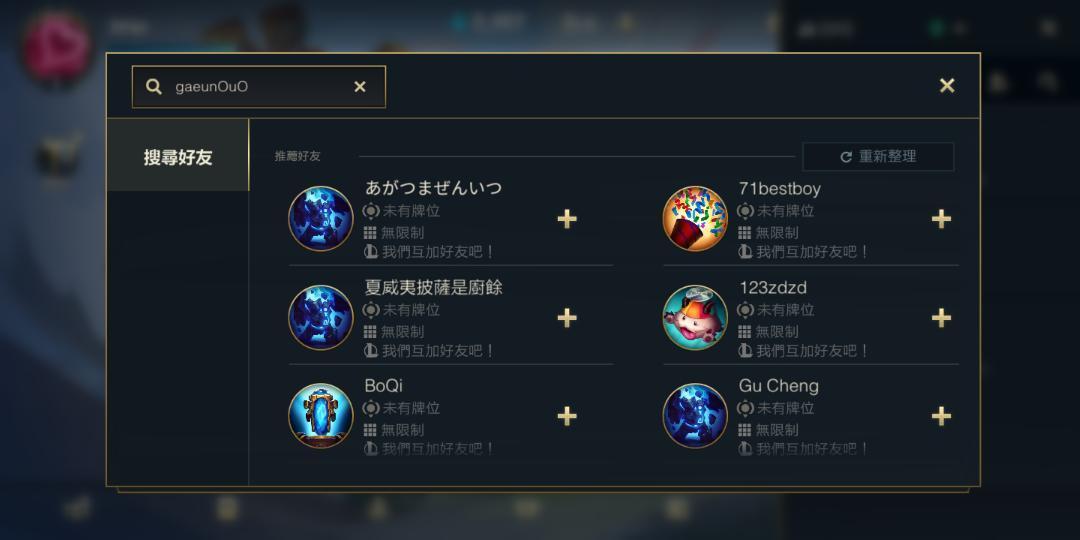 gaeunOuO
搜尋好友
推薦好友
重新整理
あがつまぜんいつ
未有牌位
無限制
我們互加好友吧！
71bestboy
未有牌位
無限制
我們互加好友吧！
夏威夷披薩是廚餘
未有牌位
無限制
我們互加好友吧！
123zdzd
未有牌位
無限制
我們互加好友吧！
BoQi
未有牌位
無限制
我們互加好友吧！
Gu Cheng
未有牌位
無限制
我們互加好友吧！